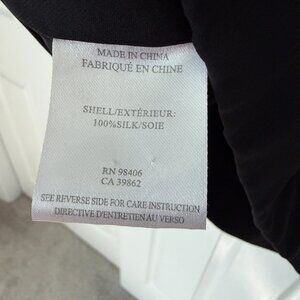 MADE IN CHINA
FABRIQUÉ EN CHINE
SHELL/EXTÉRIEUR:
100%SILK/SOIE
RN 98406
CA 39862
SEE REVERSE SIDE FOR CARE INSTRUCTION
DIRECTIVE D'ENTRETIEN AU VERSO